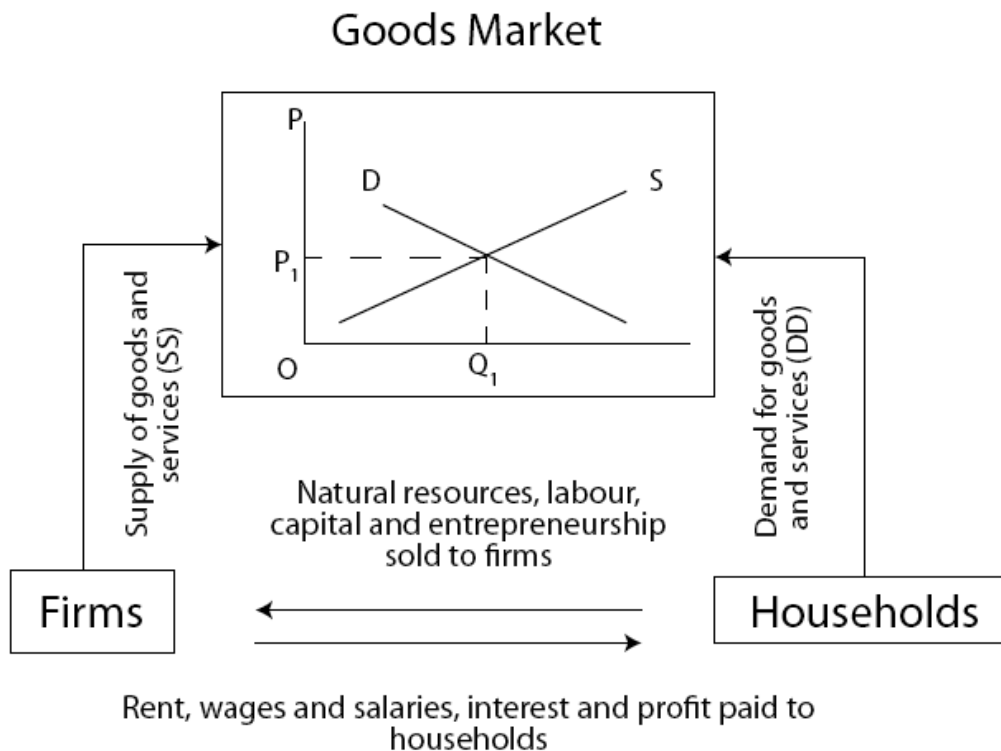 Goods Market
P
D
S
P1
O
Q1
Supply of goods and
services (SS)
Demand for goods
and services (DD)
Natural resources, labour,
capital and entrepreneurship
sold to firms
Firms
Households
Rent, wages and salaries, interest and profit paid to
households